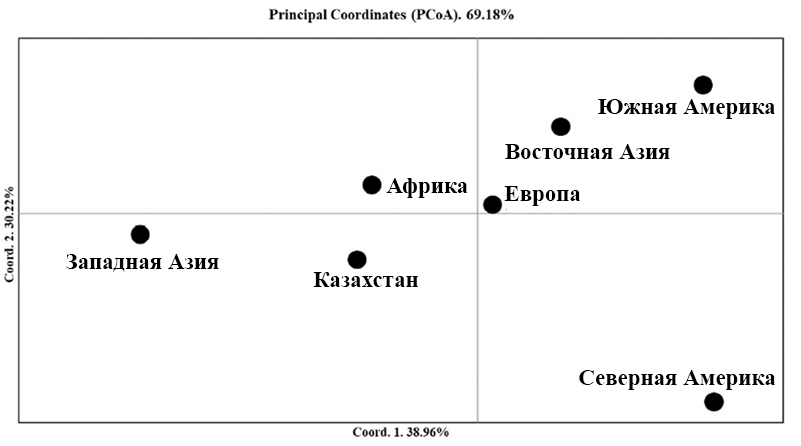 Principal Coordinates (PCoA). 69.18%
Южная Америка
Восточная Азия
Африка
Европа
Западная Азия
Казахстан
Северная Америка
Coord. 2. 30.22%
Coord. 1. 38.96%